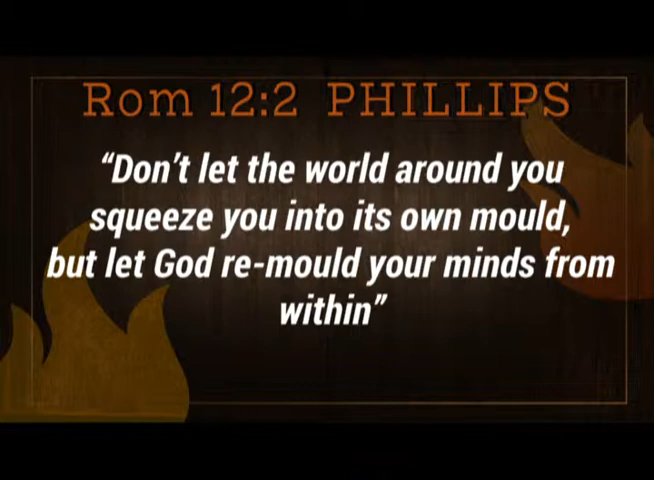 Rom 12:2 PHILLIPS
“Don’t let the world around you
squeeze you into its own mould,
but let God re-mould your minds from
within”